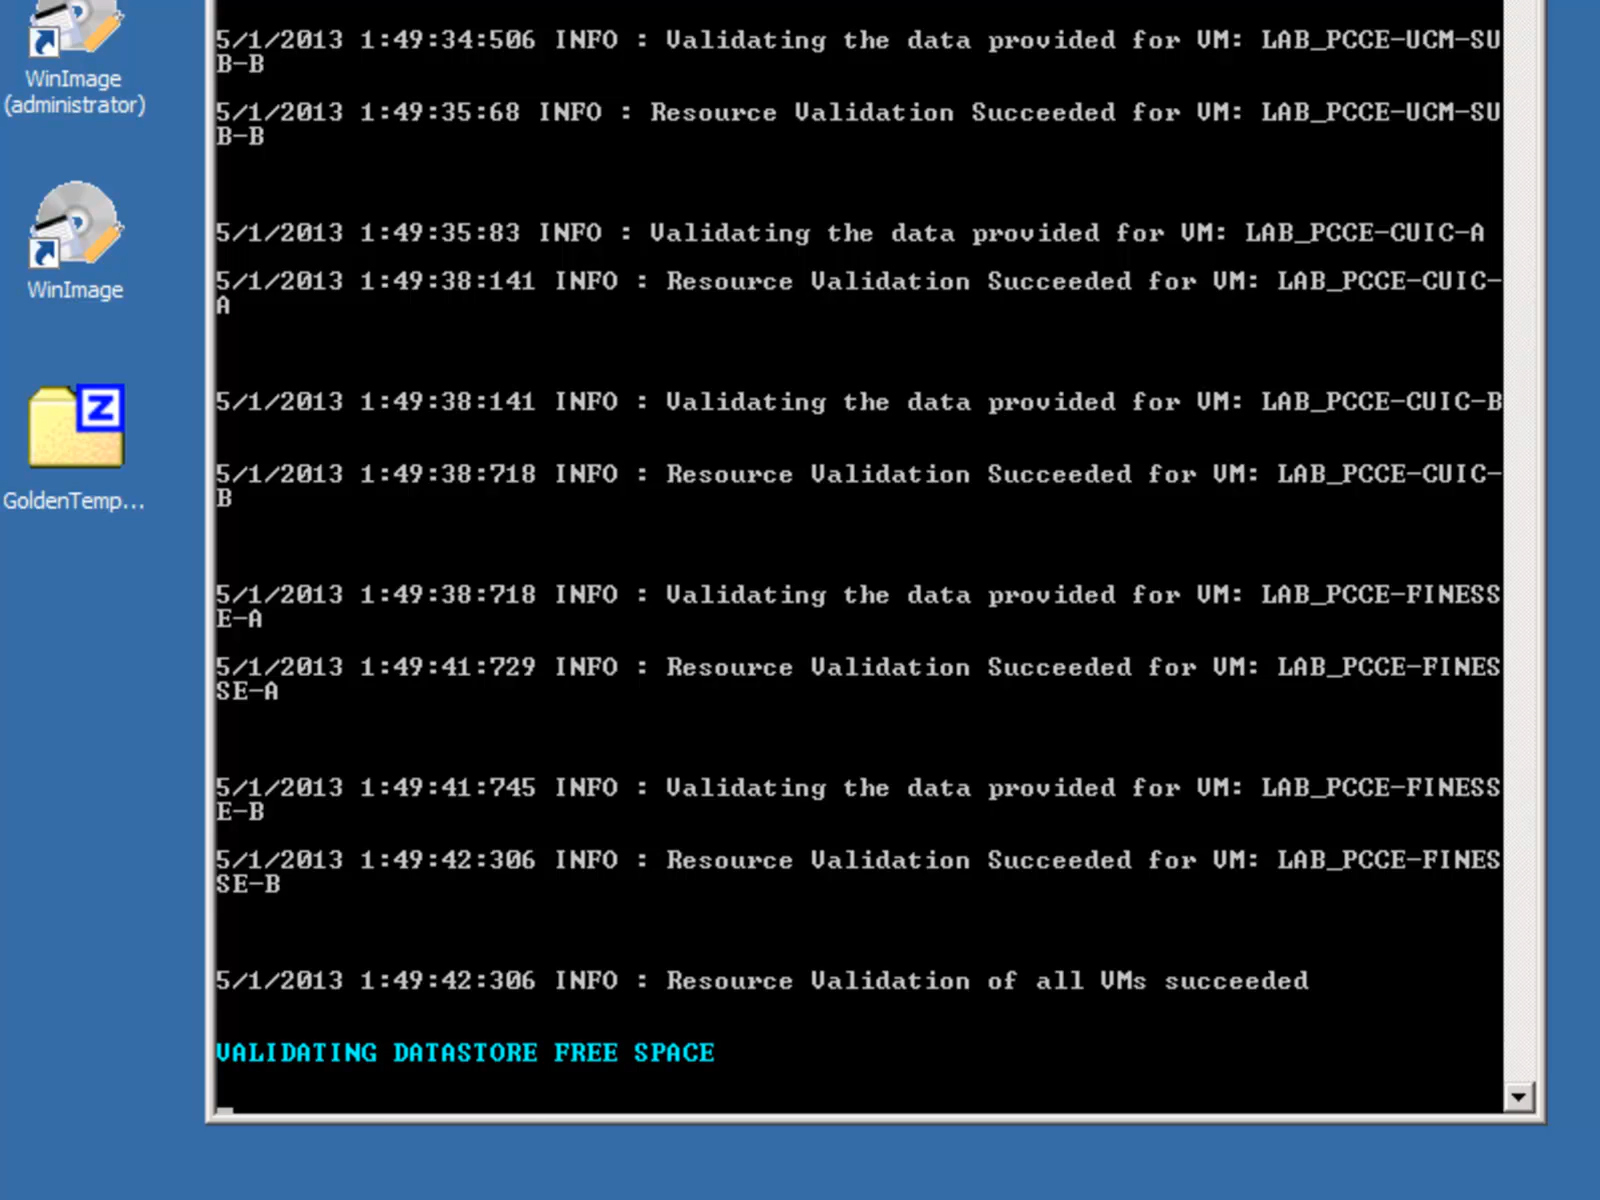 WinImage
(administrator)
WinImage
Z
GoldenTemp...
5/1/2013 1:49:34:506 INFO : Validating the data provided for VM: LAB_PCCE-UCM-SU
B-B
5/1/2013 1:49:35:68 INFO : Resource Validation Succeeded for VM: LAB_PCCE-UCM-SU
B-B
5/1/2013 1:49:35:83 INFO : Validating the data provided for VM: LAB_PCCE-CUIC-A
5/1/2013 1:49:38:141 INFO : Resource Validation Succeeded for VM: LAB_PCCE-CUIC-
A
5/1/2013 1:49:38:141 INFO : Validating the data provided for VM: LAB_PCCE-CUIC-B
5/1/2013 1:49:38:718 INFO : Resource Validation Succeeded for VM: LAB_PCCE-CUIC-
B
5/1/2013 1:49:38:718 INFO : Validating the data provided for VM: LAB_PCCE-FINESS
E-A
5/1/2013 1:49:41:729 INFO : Resource Validation Succeeded for VM: LAB_PCCE-FINES
SE-A
5/1/2013 1:49:41:745 INFO : Validating the data provided for VM: LAB_PCCE-FINESS
E-B
5/1/2013 1:49:42:306 INFO : Resource Validation Succeeded for VM: LAB_PCCE-FINES
SE-B
5/1/2013 1:49:42:306 INFO : Resource Validation of all VMs succeeded
VALIDATING DATASTORE FREE SPACE